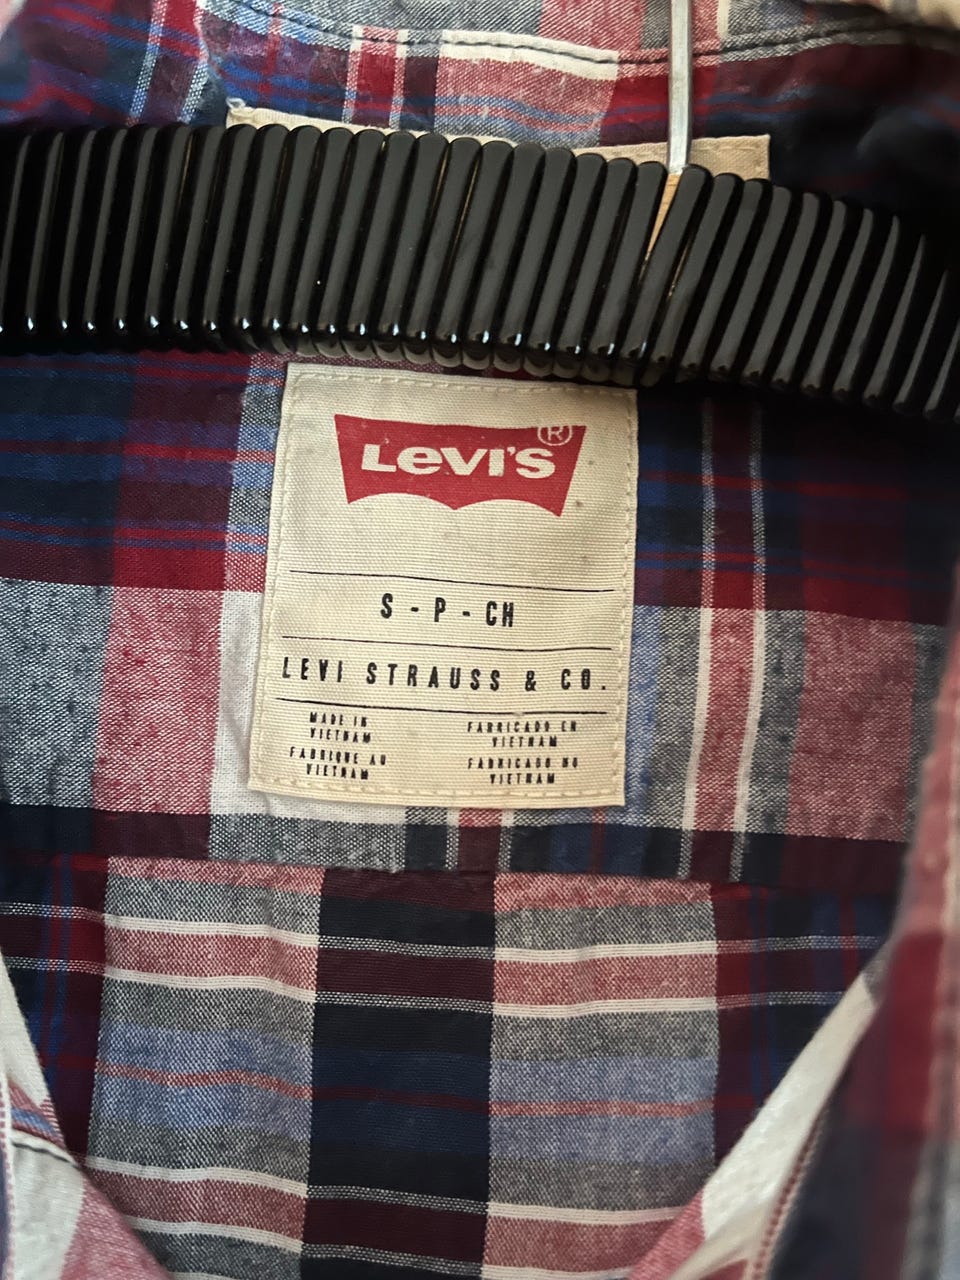 Levi's®
S - P - CH
LEVI STRAUSS & CO.
MADE IN
VIETNAM
FABRIQUE AU
VIETNAM
FABRICADO EN
VIETNAM
FABRICADO NO
VIETNAM